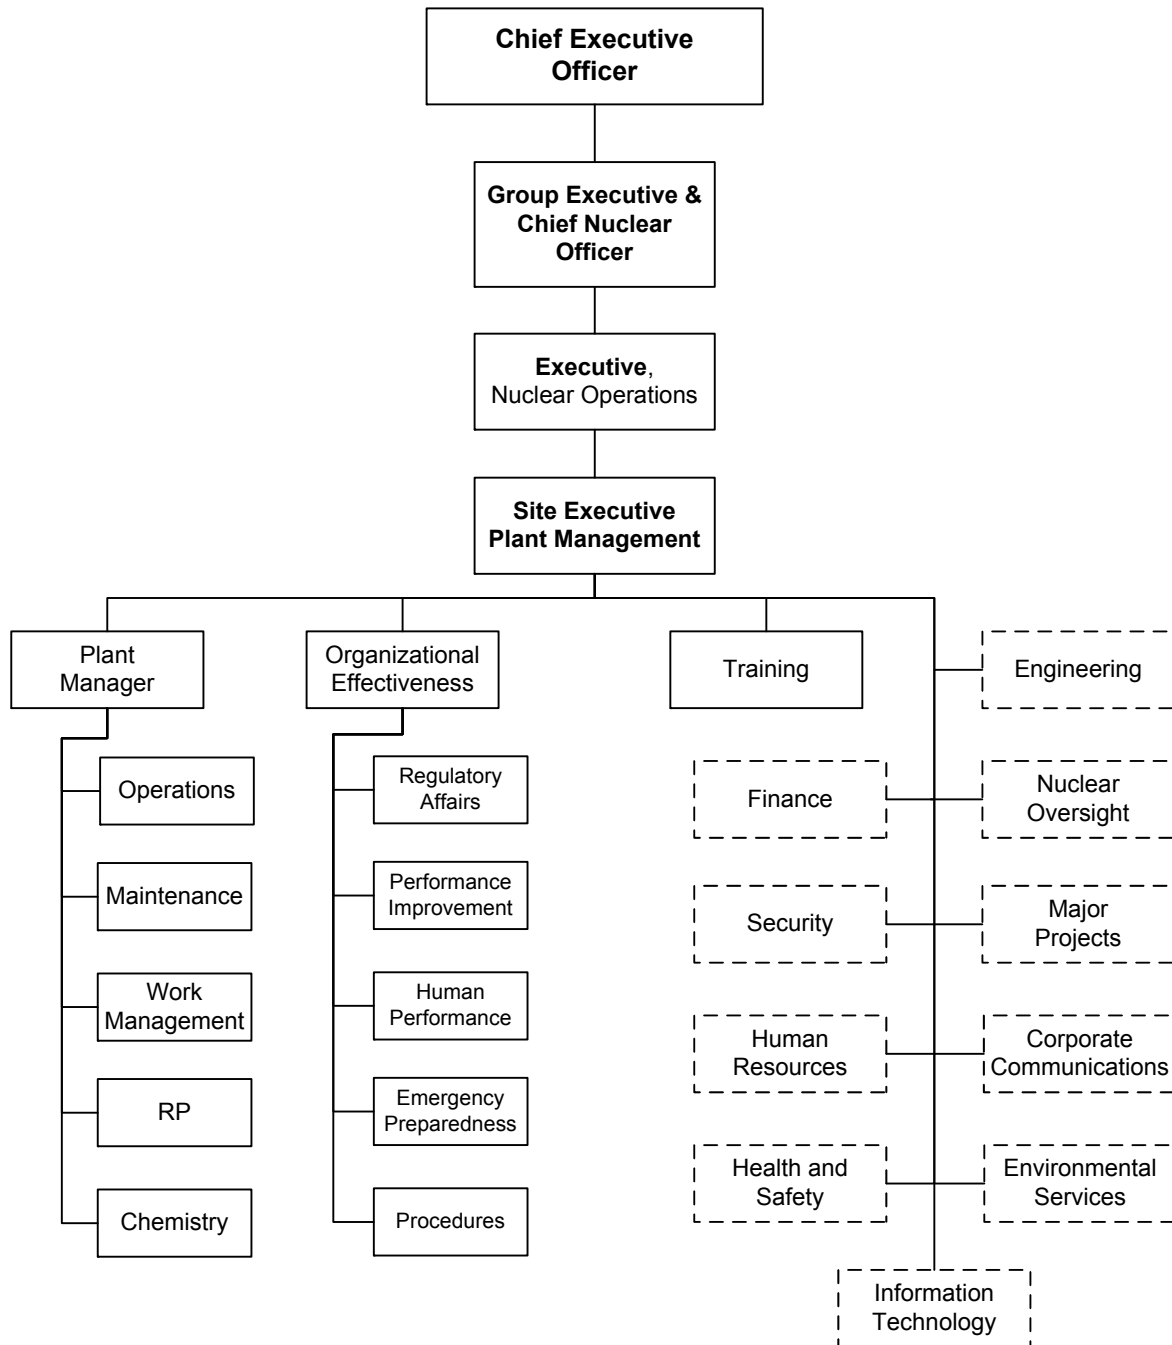 Chief Executive
Officer
Group Executive &
Chief Nuclear
Officer
Executive,
Nuclear Operations
Site Executive
Plant Management
Plant
Manager
Organizational
Effectiveness
Training
Engineering
Operations
Maintenance
Work
Management
RP
Chemistry
Regulatory
Affairs
Performance
Improvement
Human
Performance
Emergency
Preparedness
Procedures
Finance
Nuclear
Oversight
Security
Major
Projects
Human
Resources
Corporate
Communications
Health and
Safety
Environmental
Services
Information
Technology